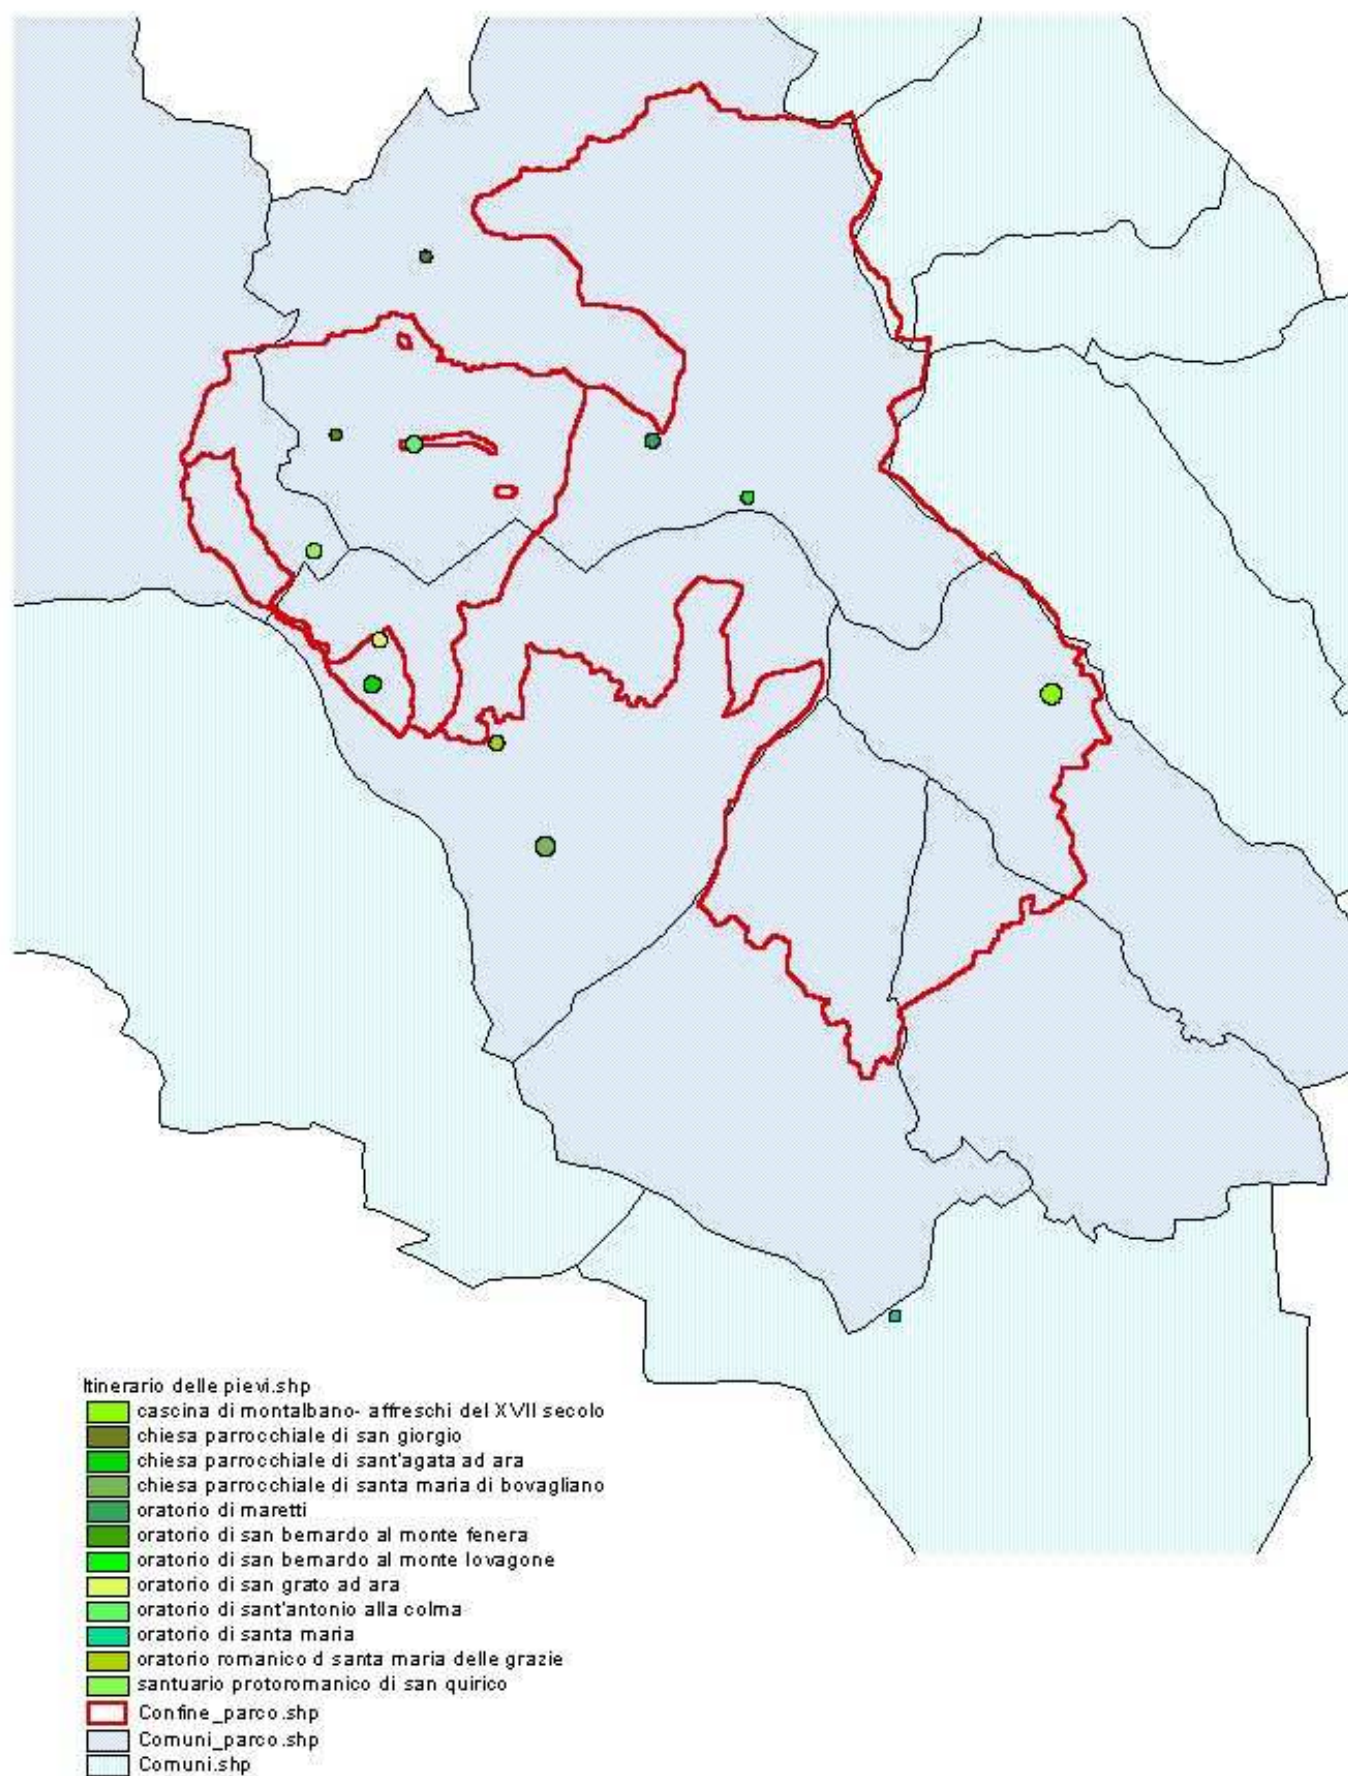 Itinerario delle pievi.shp
cascina di montalbano- affreschi del XVII secolo
chiesa parrocchiale di san giorgio
chiesa parrocchiale di sant'agata ad ara
chiesa parrocchiale di santa maria di bovagliano
oratorio di maretti
oratorio di san bernardo al monte fenera
oratorio di san bernardo al monte lovagone
oratorio di san grato ad ara
oratorio di sant'antonio alla colma
oratorio di santa maria
oratorio romanico d santa maria delle grazie
santuario protoromanico di san quirico
Confine_parco.shp
Comuni_parco.shp
Comuni.shp